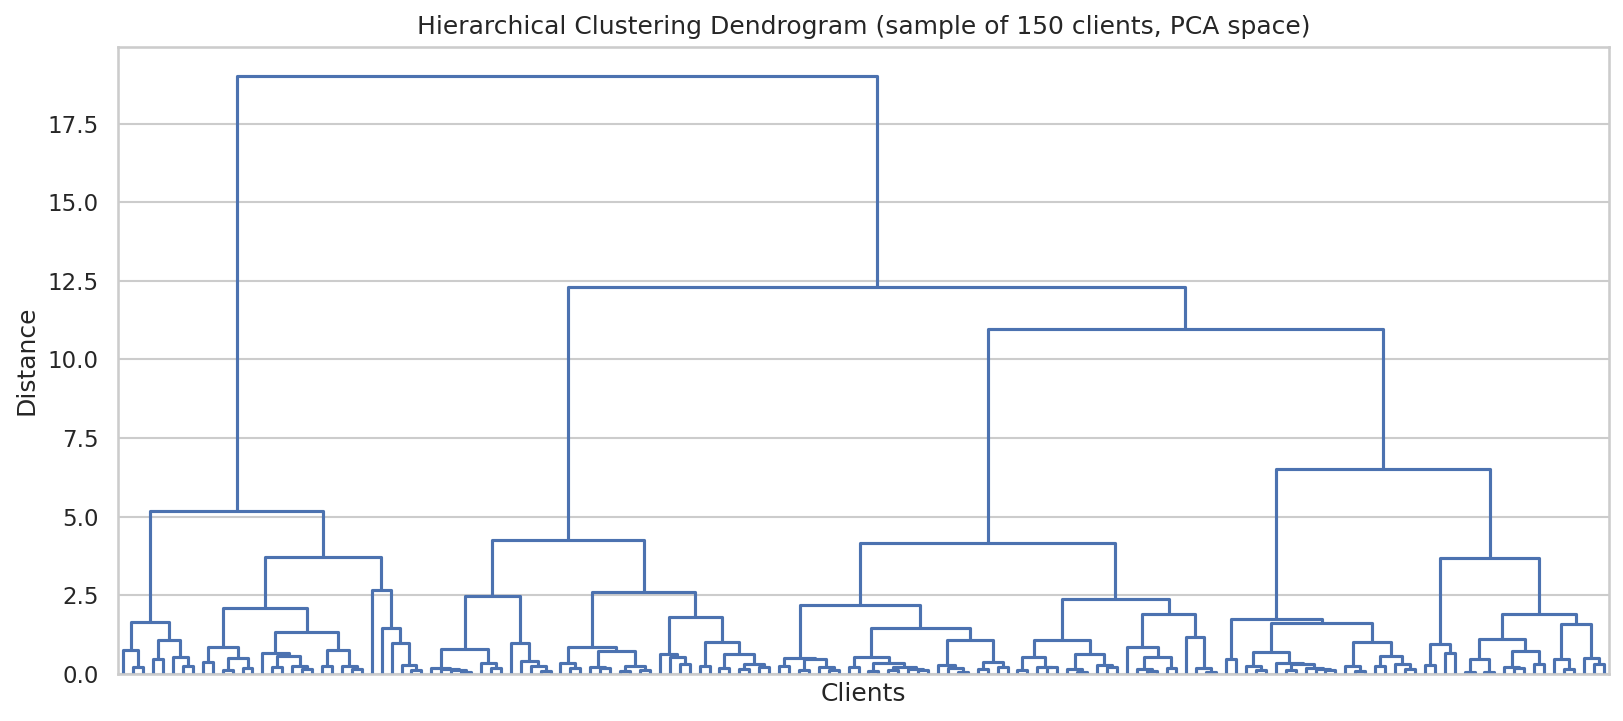 Hierarchical Clustering Dendrogram (sample of 150 clients, PCA space)
17.5
15.0
12.5
10.0
7.5
5.0
2.5
0.0
Distance
Clients